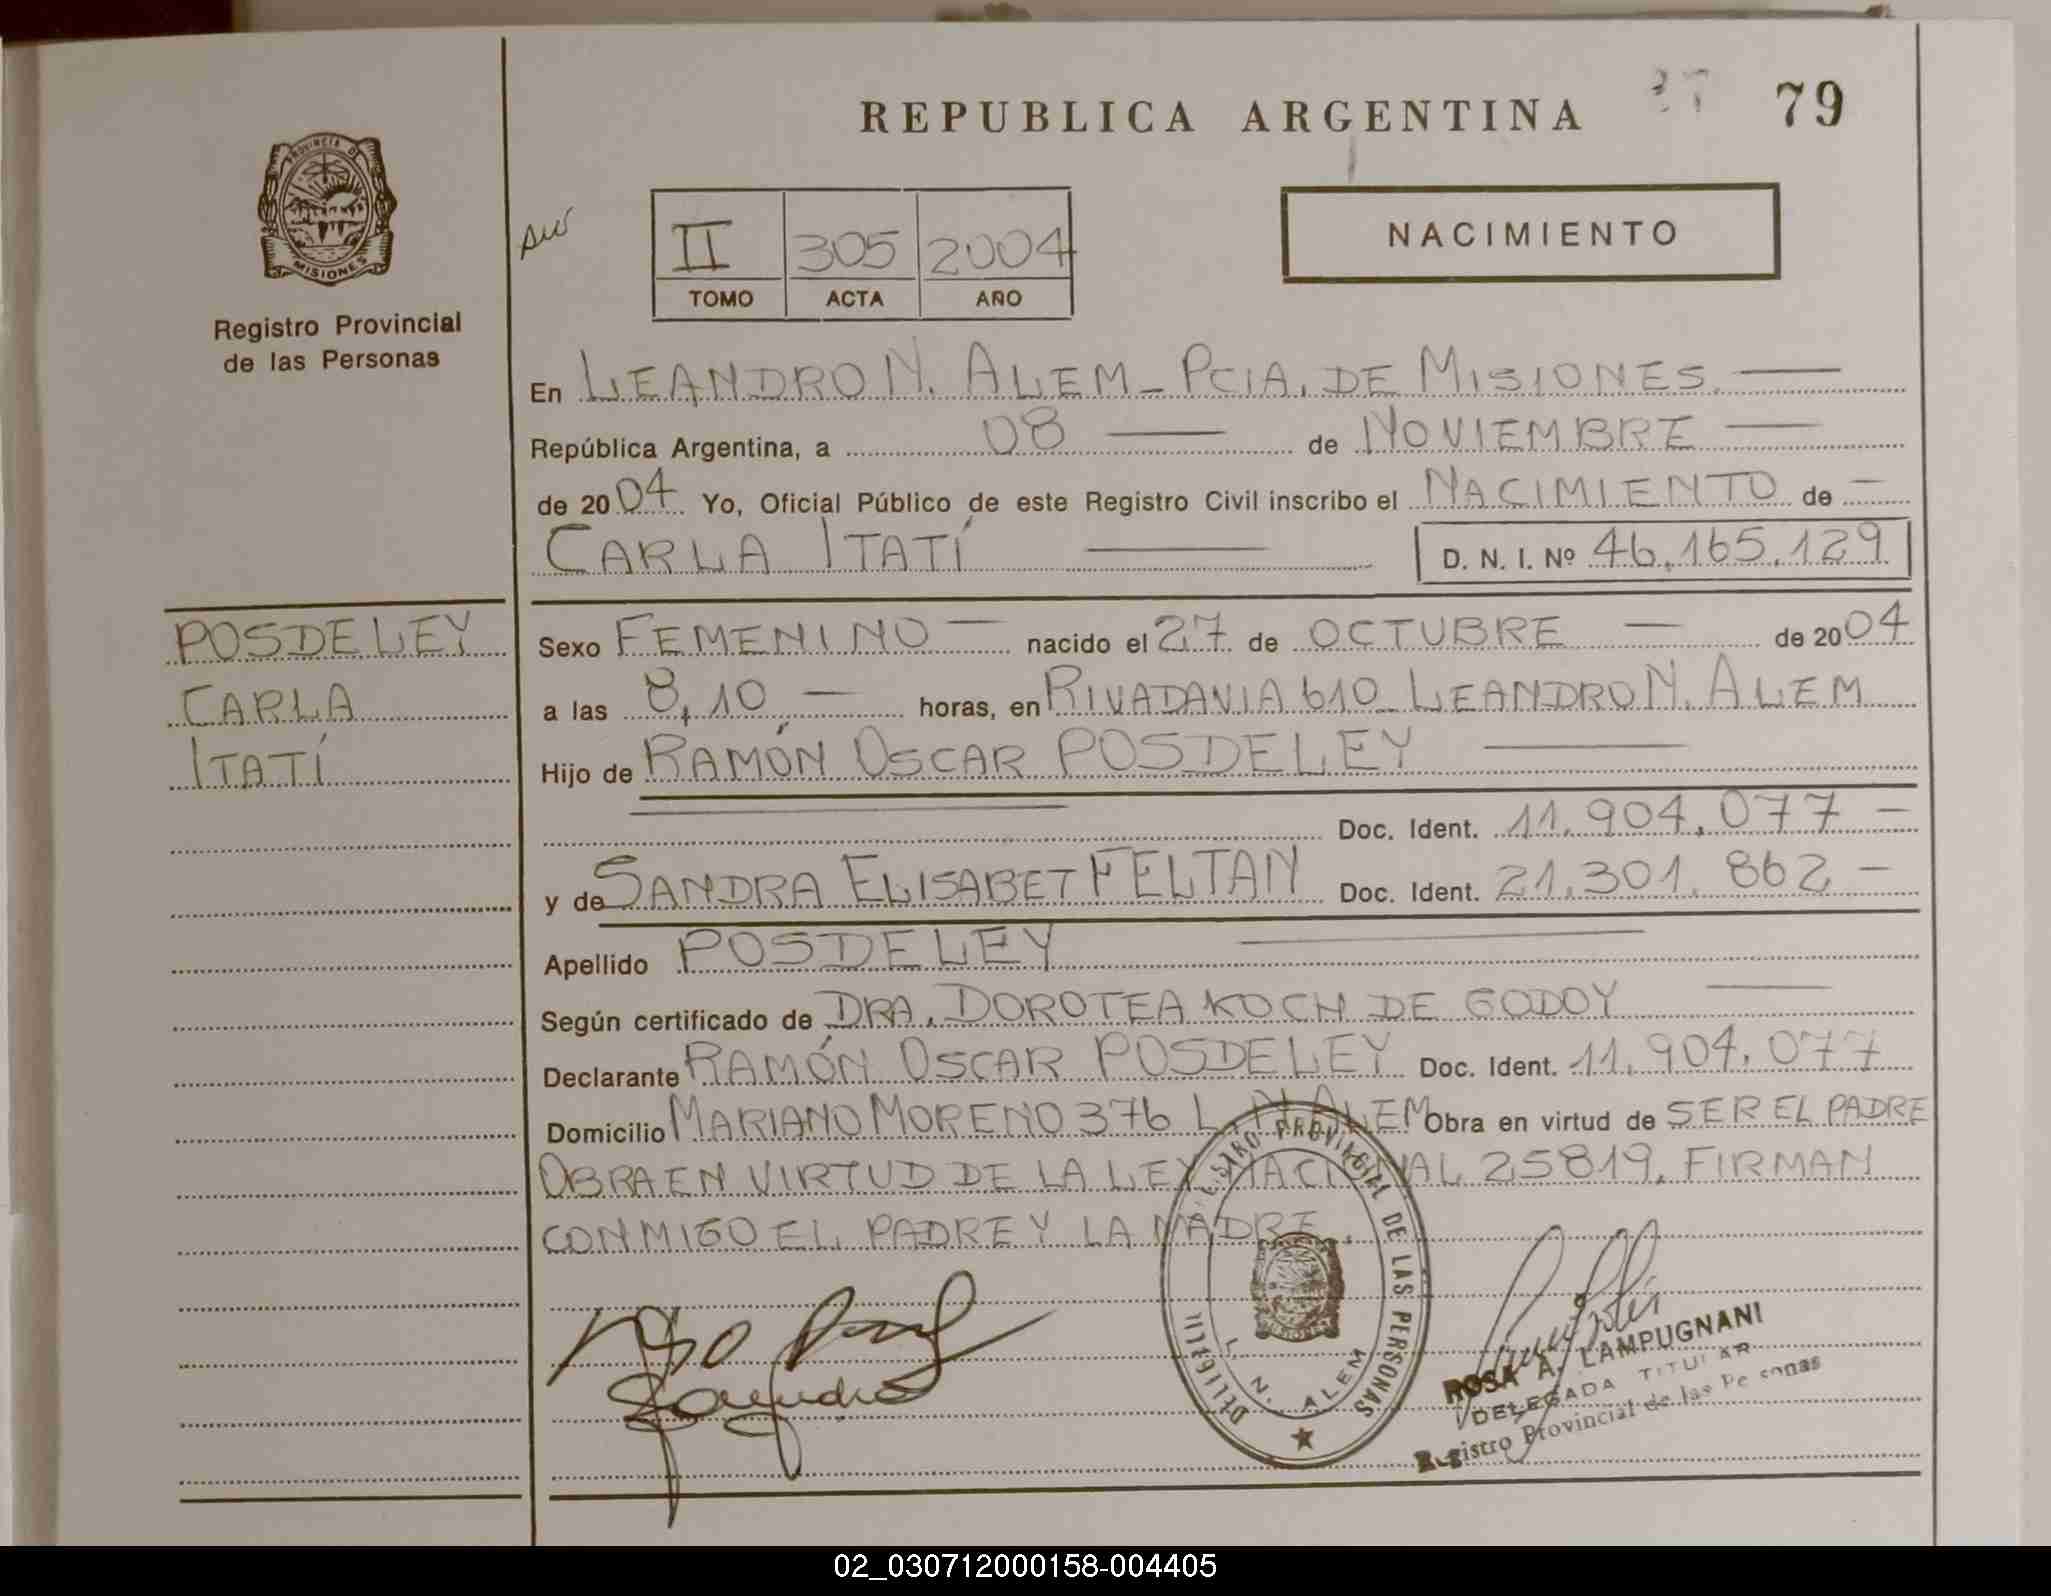 REPUBLICA ARGENTINA 79
PROVINCIA DE
MISIONES
Registro Provincial
de las Personas
II 305 2004
TOMO ACTA AÑO
NACIMIENTO
En LEANDRO N. ALEM - PCIA. DE MISIONES.
República Argentina, a 08 de NOVIEMBRE
de 2004 Yo, Oficial Público de este Registro Civil inscribo el NACIMIENTO de
CARLA ITATÍ D. N. I. Nº 46.165.129
POSDELEY
CARLA
ITATÍ
Sexo FEMENINO nacido el 27 de OCTUBRE de 2004
a las 8,10 horas, en RIVADAVIA 610 LEANDRO N. ALEM
Hijo de RAMÓN OSCAR POSDELEY
Doc. Ident. 11.904.077
y de SANDRA ELISABET FELTAN Doc. Ident. 21.301.862
Apellido POSDELEY
Según certificado de DRA. DOROTEA KOCH DE GODOY
Declarante RAMÓN OSCAR POSDELEY Doc. Ident. 11.904.077
Domicilio MARIANO MORENO 376 L. N. ALEM Obra en virtud de SER EL PADRE
OBRA EN VIRTUD DE LA LEY NACIONAL 25819. FIRMAN
CONMIGO EL PADRE Y LA MADRE
REGISTRO PROVINCIAL DE LAS PERSONAS
L. N. ALEM
ROSA A. LAMPUGNANI
DELEGADA TITULAR
Registro Provincial de las Personas
02_030712000158-004405